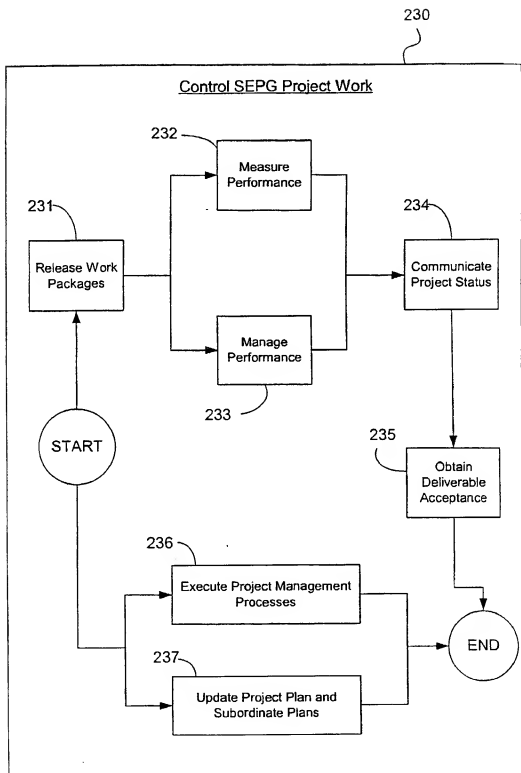 230
Control SEPG Project Work
232
Measure
Performance
231
Release Work
Packages
234
Communicate
Project Status
Manage
Performance
233
START
235
Obtain
Deliverable
Acceptance
236
Execute Project Management
Processes
END
237
Update Project Plan and
Subordinate Plans